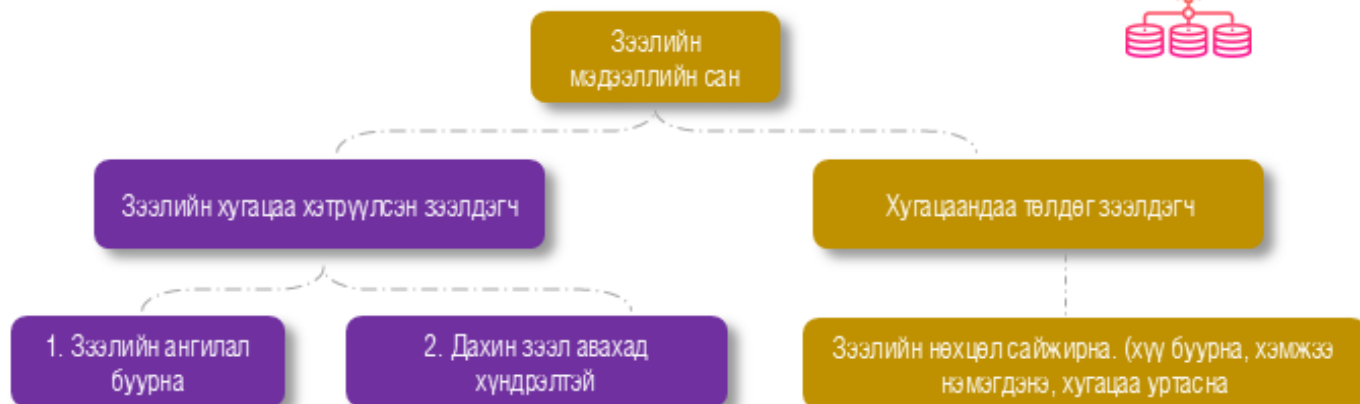 Зээлийн
мэдээллийн сан
Зээлийн хугацаа хэтрүүлсэн зээлдэгч
Хугацаандаа төлдөг зээлдэгч
1. Зээлийн ангилал
буурна
2. Дахин зээл авахад
хүндрэлтэй
Зээлийн нөхцөл сайжирна. (хүү буурна, хэмжээ
нэмэгдэнэ, хугацаа уртасна